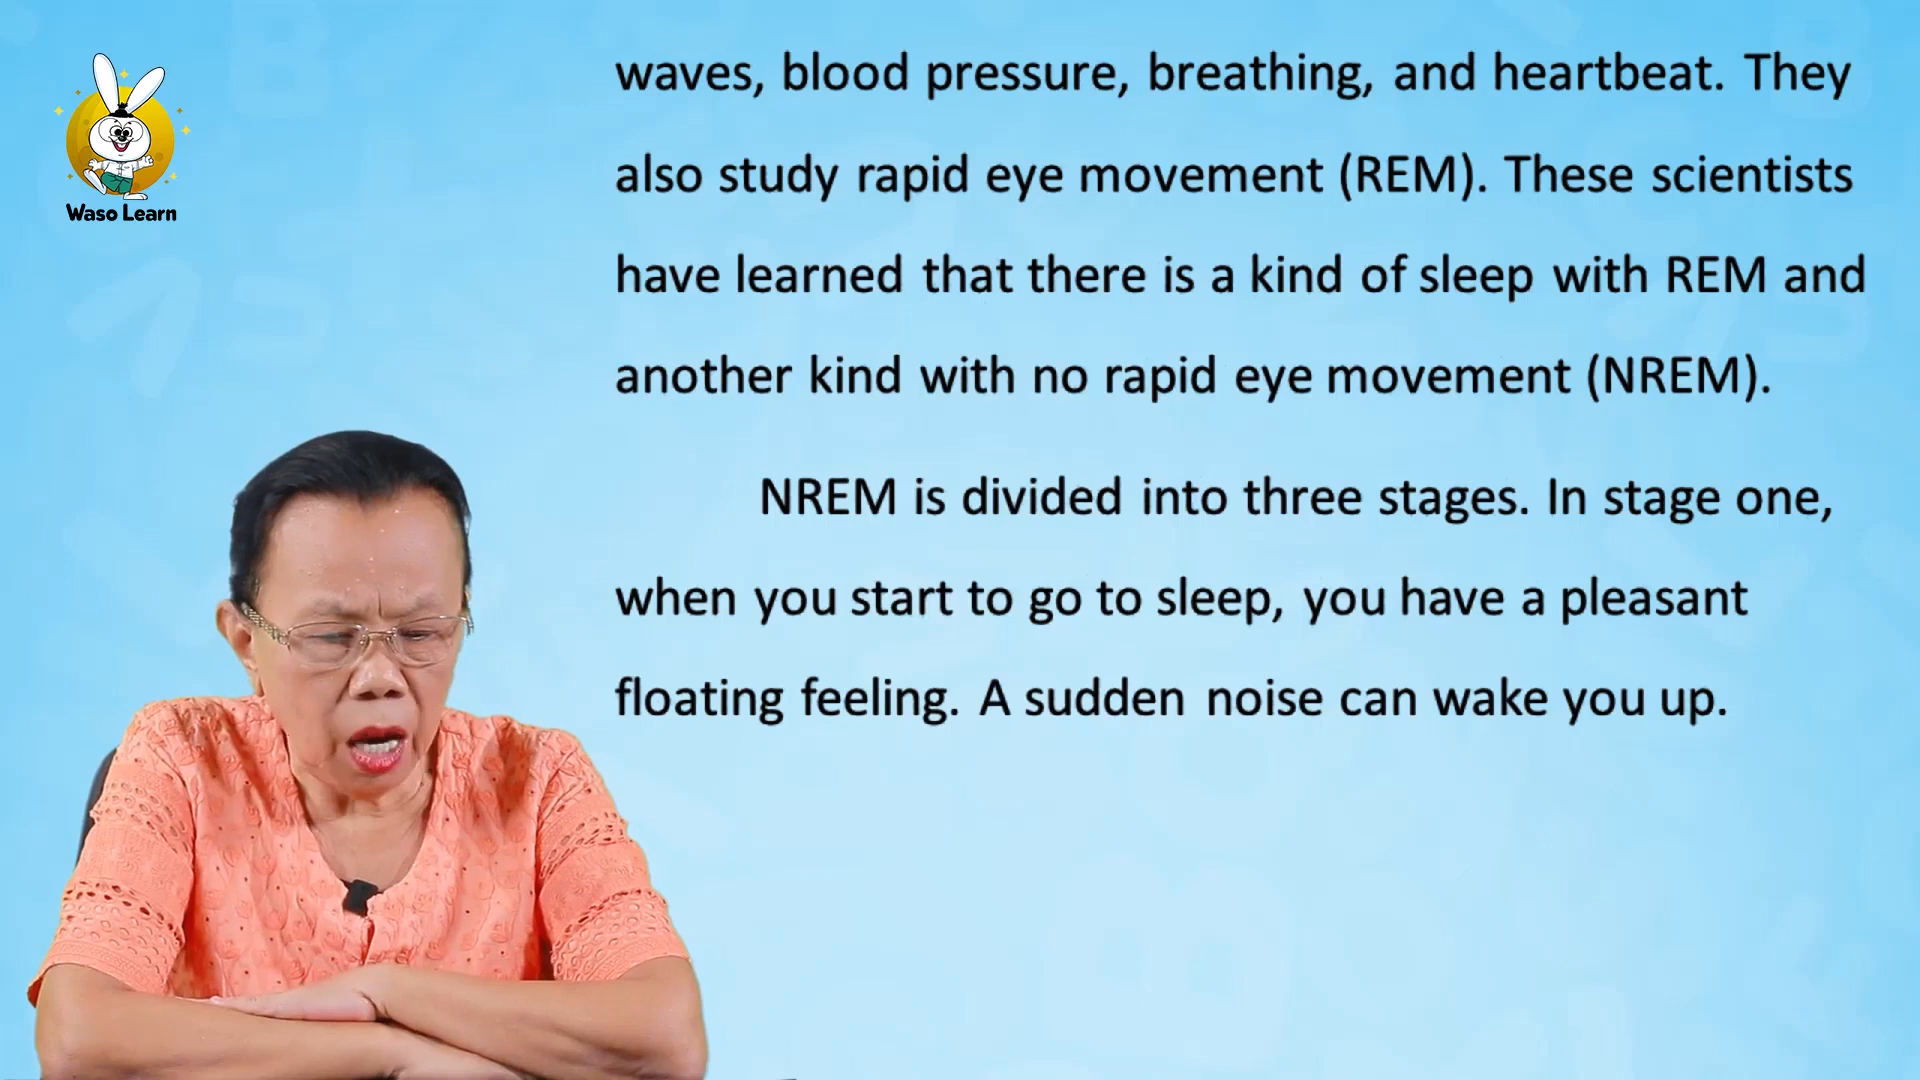 Waso Learn
waves, blood pressure, breathing, and heartbeat. They
also study rapid eye movement (REM). These scientists
have learned that there is a kind of sleep with REM and
another kind with no rapid eye movement (NREM).
NREM is divided into three stages. In stage one,
when you start to go to sleep, you have a pleasant
floating feeling. A sudden noise can wake you up.